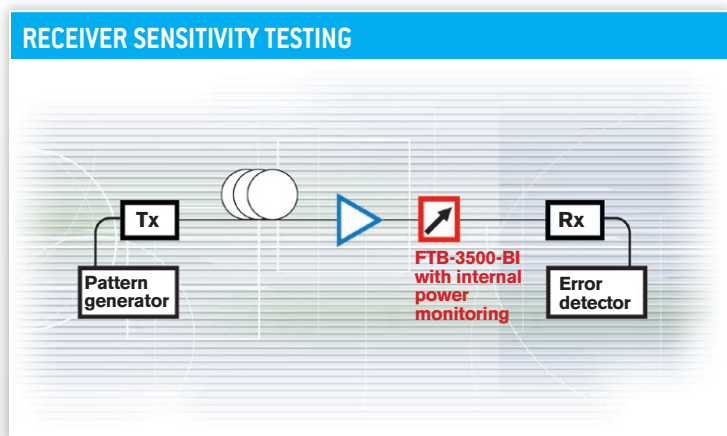 RECEIVER SENSITIVITY TESTING
Tx
Pattern
generator
FTB-3500-BI
with internal
power
monitoring
Rx
Error
detector